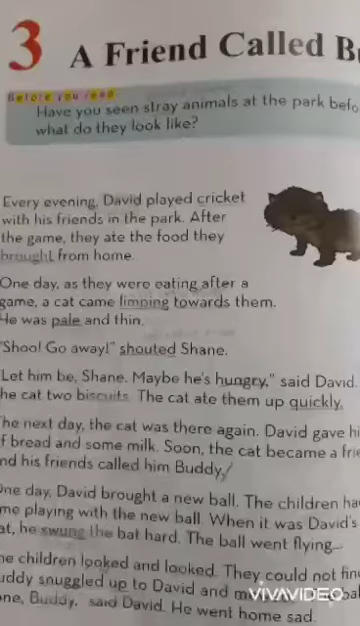 3 A Friend Called
Before you read
Have you seen stray animals at the park
what do they look like?
Every evening, David played cricket
with his friends in the park. After
the game, they ate the food they
brought from home.
One day, as they were eating after a
game, a cat came limping towards them.
He was pale and thin.
"Shoo! Go away!" shouted Shane.
"Let him be, Shane. Maybe he's hungry," said David.
he cat two biscuits. The cat ate them up quickly.
he next day, the cat was there again. David gave hi
f bread and some milk. Soon, the cat became a frie
nd his friends called him Buddy.
One day, David brought a new ball. The children ha
me playing with the new ball. When it was David's
at, he swung the bat hard. The ball went flying
he children looked and looked. They could not fin
uddy snuggled up to David and
ne, Buddy, said David. He went home sad.
VIVAVIDEO